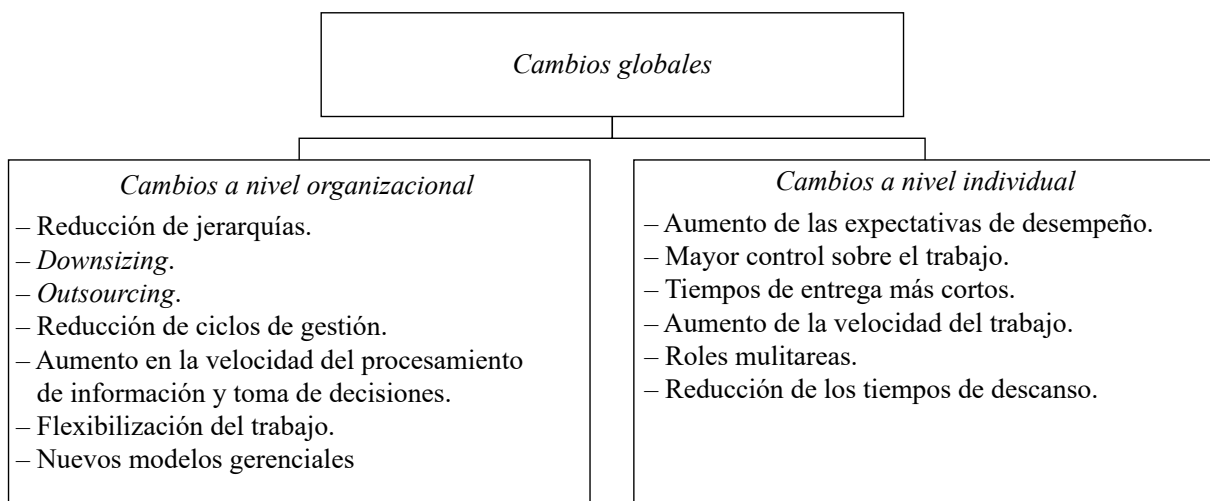 Cambios globales
Cambios a nivel organizacional
– Reducción de jerarquías.
– Downsizing.
– Outsourcing.
– Reducción de ciclos de gestión.
– Aumento en la velocidad del procesamiento
de información y toma de decisiones.
– Flexibilización del trabajo.
– Nuevos modelos gerenciales
Cambios a nivel individual
– Aumento de las expectativas de desempeño.
– Mayor control sobre el trabajo.
– Tiempos de entrega más cortos.
– Aumento de la velocidad del trabajo.
– Roles mulitareas.
– Reducción de los tiempos de descanso.